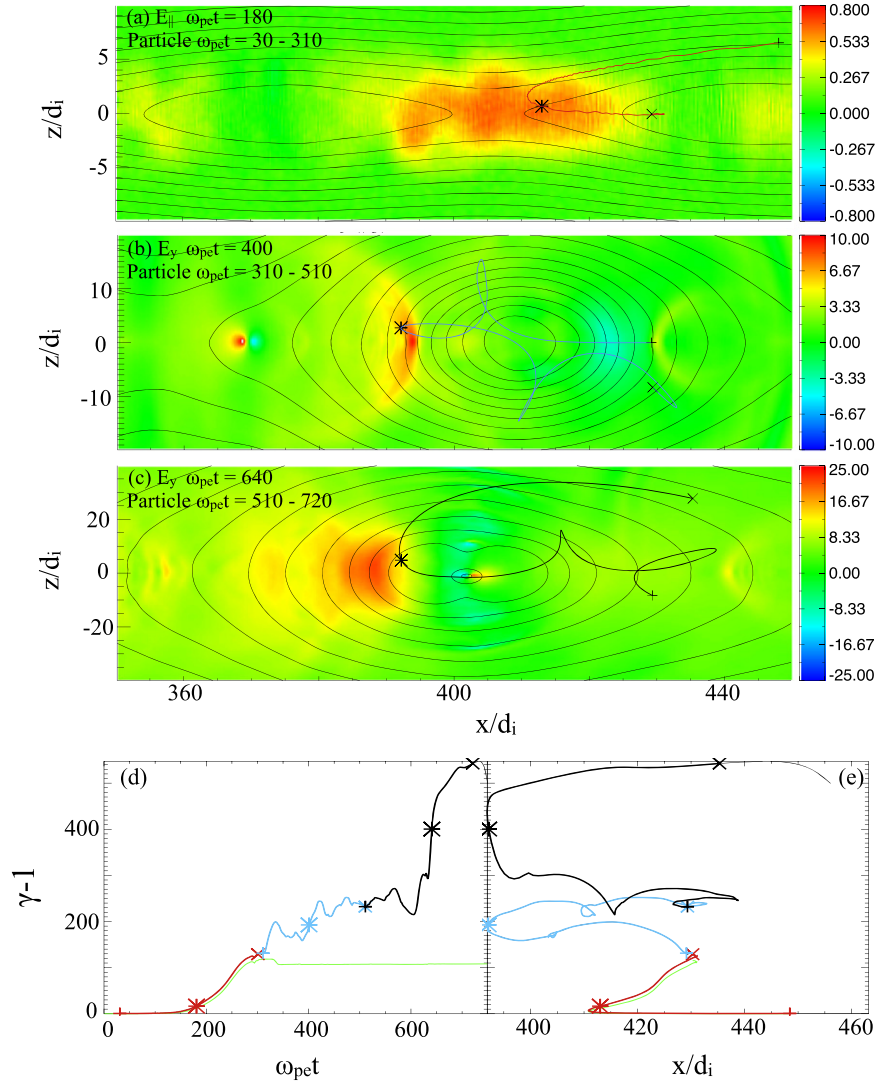 (a) E∥ ωpet = 180
Particle ωpet = 30 - 310
z/di
5
0
-5
0.800
0.533
0.267
0.000
-0.267
-0.533
-0.800
(b) Ey ωpet = 400
Particle ωpet = 310 - 510
z/di
10
0
-10
10.00
6.67
3.33
0.00
-3.33
-6.67
-10.00
(c) Ey ωpet = 640
Particle ωpet = 510 - 720
z/di
20
0
-20
25.00
16.67
8.33
0.00
-8.33
-16.67
-25.00
360 400 440
x/di
(d) (e)
γ-1
400
200
0
0 200 400 600 400 420 440 460
ωpet x/di